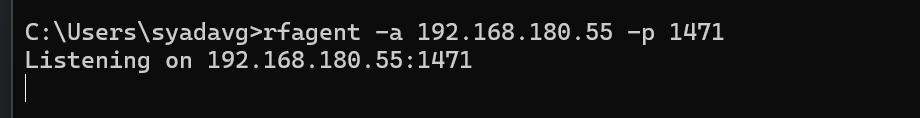 C:\Users\syadavg>rfagent -a 192.168.180.55 -p 1471
Listening on 192.168.180.55:1471